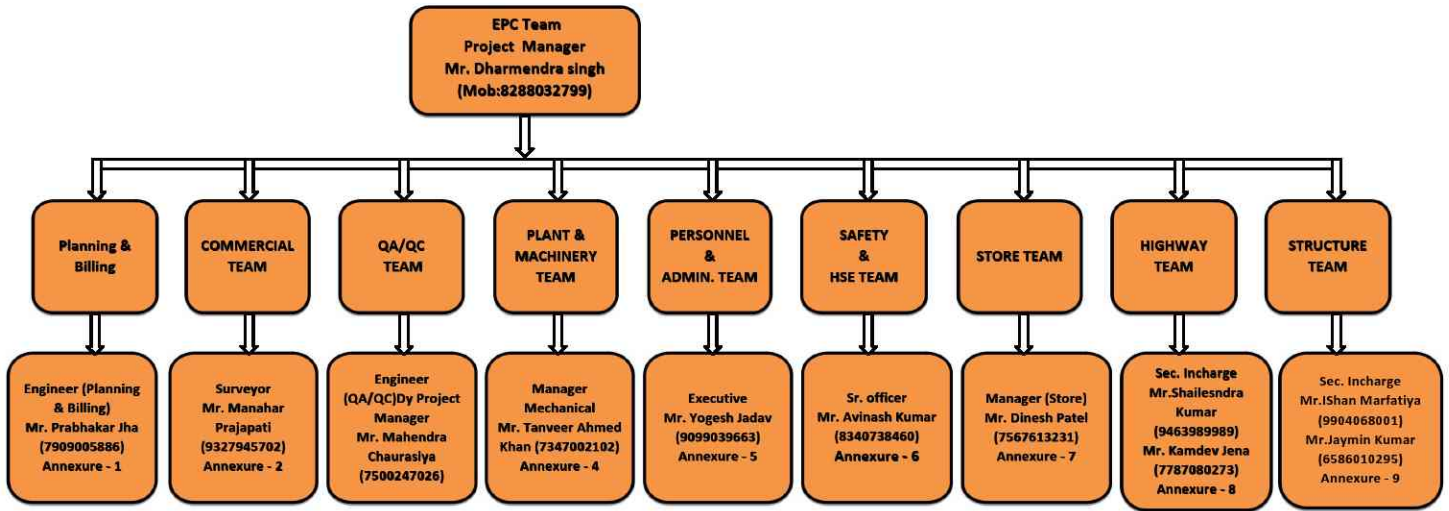 EPC Team
Project Manager
Mr. Dharmendra singh
(Mob:8288032799)
Planning &
Billing
COMMERCIAL
TEAM
QA/QC
TEAM
PLANT &
MACHINERY
TEAM
PERSONNEL
&
ADMIN. TEAM
SAFETY
&
HSE TEAM
STORE TEAM
HIGHWAY
TEAM
STRUCTURE
TEAM
Engineer (Planning
& Billing)
Mr. Prabhakar Jha
(7909005886)
Annexure - 1
Surveyor
Mr. Manahar
Prajapati
(9327945702)
Annexure - 2
Engineer
(QA/QC)Dy Project
Manager
Mr. Mahendra
Chaurasiya
(7500247026)
Manager
Mechanical
Mr. Tanveer Ahmed
Khan (7347002102)
Annexure - 4
Executive
Mr. Yogesh Jadav
(9099039663)
Annexure - 5
Sr. officer
Mr. Avinash Kumar
(8340738460)
Annexure - 6
Manager (Store)
Mr. Dinesh Patel
(7567613231)
Annexure - 7
Sec. Incharge
Mr.Shailesndra
Kumar
(9463989989)
Mr. Kamdev Jena
(7787080273)
Annexure - 8
Sec. Incharge
Mr.IShan Marfatiya
(9904068001)
Mr.Jaymin Kumar
(6586010295)
Annexure - 9